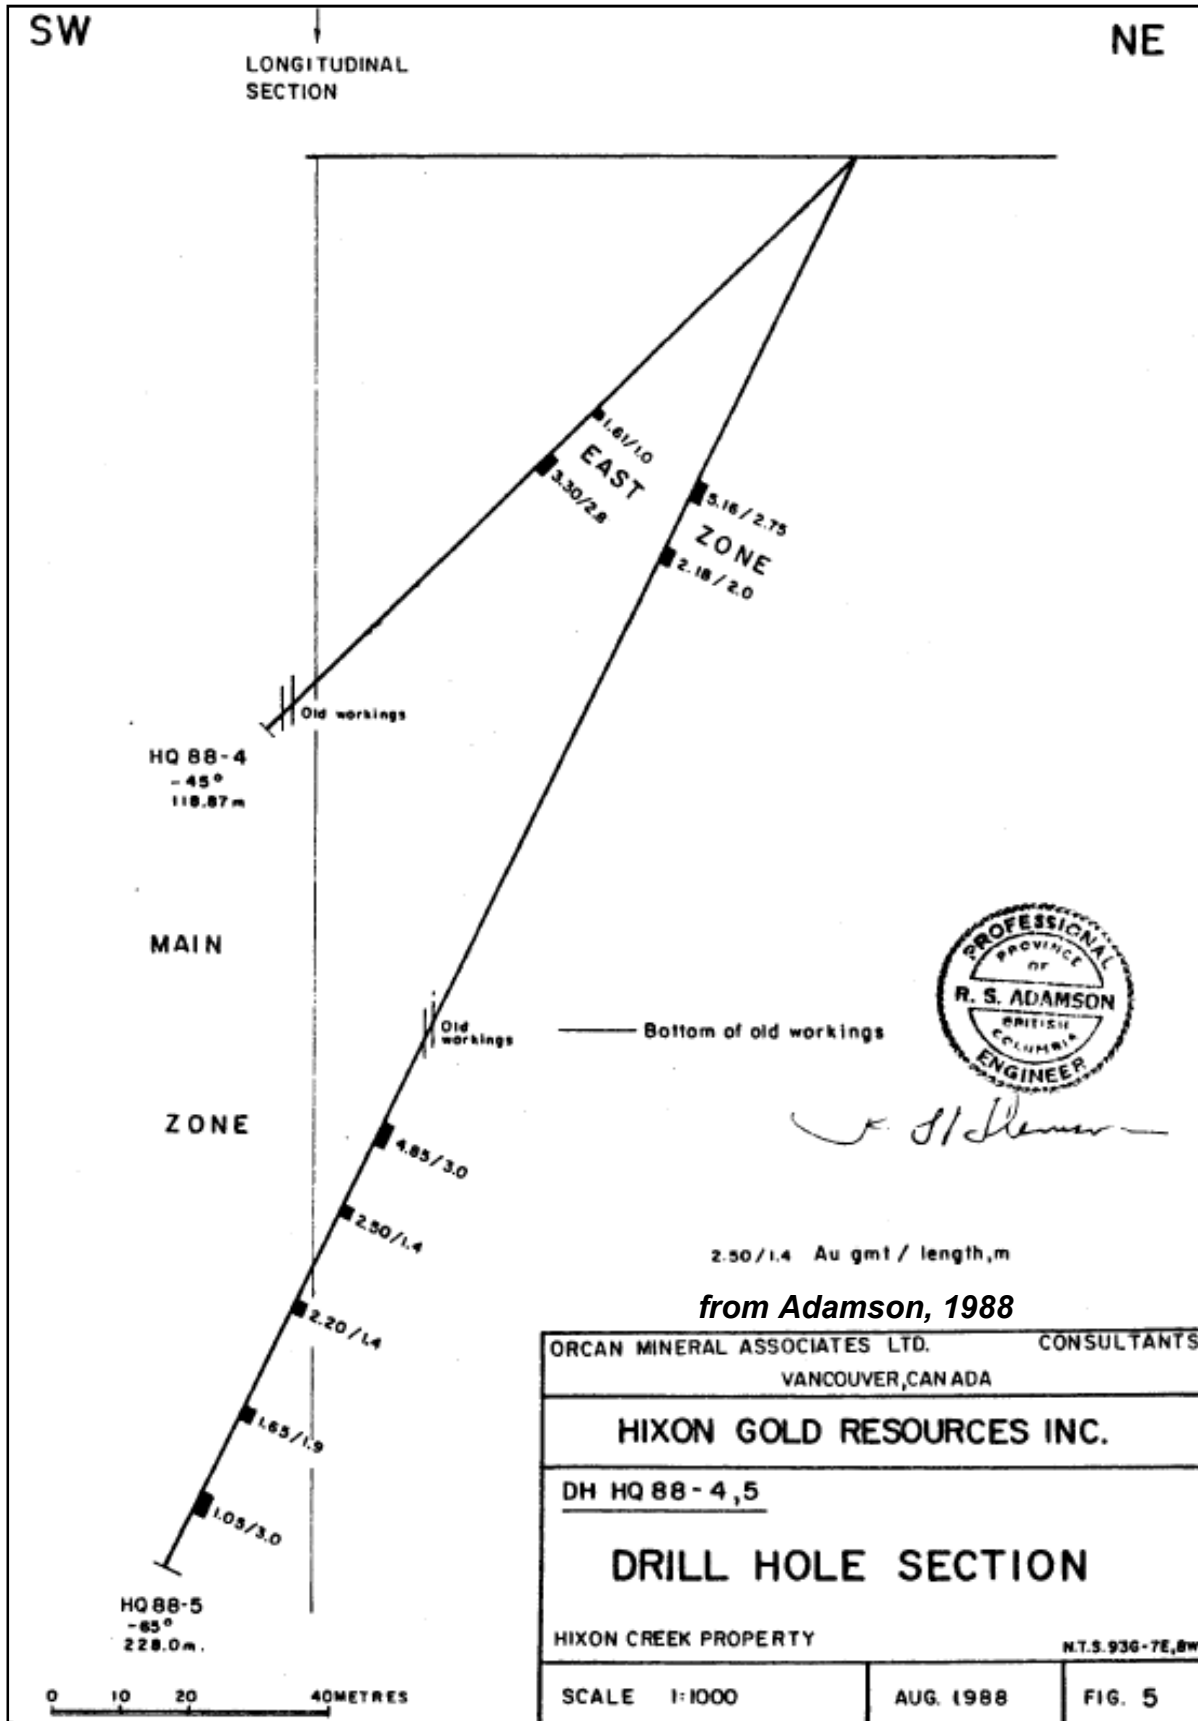 SW
NE
LONGITUDINAL
SECTION
1.61/1.0
EAST
3.30/2.8
5.16/2.75
ZONE
2.18/2.0
Old workings
HQ 88-4
-45°
118.87m
MAIN
ZONE
Old
workings
Bottom of old workings
PROFESSIONAL
PROVINCE
OF
R. S. ADAMSON
BRITISH
COLUMBIA
ENGINEER
4.85/3.0
2.50/1.4
2.20/1.4
1.65/1.9
1.05/3.0
2.50/1.4 Au gmt / length,m
from Adamson, 1988
HQ 88-5
-65°
228.0m.
0 10 20 40METRES
ORCAN MINERAL ASSOCIATES LTD. CONSULTANTS
VANCOUVER,CANADA
HIXON GOLD RESOURCES INC.
DH HQ 88-4,5
DRILL HOLE SECTION
HIXON CREEK PROPERTY N.T.S.93G-7E,8W
SCALE 1:1000 AUG. 1988 FIG. 5